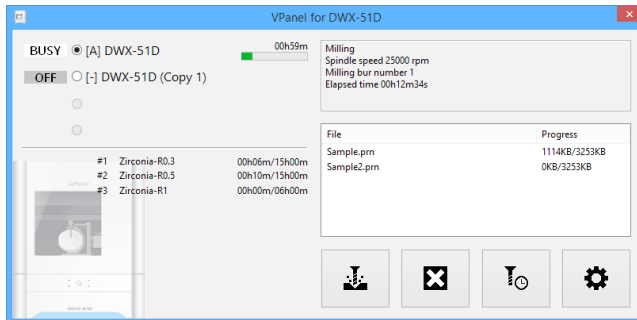 VPanel for DWX-51D
BUSY [A] DWX-51D 00h59m
OFF [-] DWX-51D (Copy 1)
#1 Zirconia-R0.3 00h06m/15h00m
#2 Zirconia-R0.5 00h10m/15h00m
#3 Zirconia-R1 00h00m/06h00m
Milling
Spindle speed 25000 rpm
Milling bur number 1
Elapsed time 00h12m34s
File Progress
Sample.prn 1114KB/3253KB
Sample2.prn 0KB/3253KB